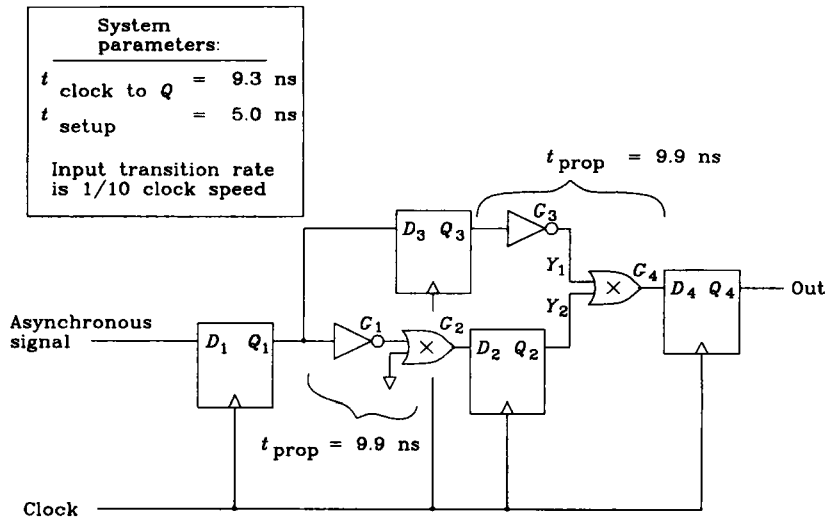 System
parameters:
t clock to Q = 9.3 ns
t setup = 5.0 ns
Input transition rate
is 1/10 clock speed
t prop = 9.9 ns
D3 Q3
G3
Y1
G4
D4 Q4
Out
Asynchronous
signal
D1 Q1
G1
G2
×
Y2
×
D2 Q2
t prop = 9.9 ns
Clock